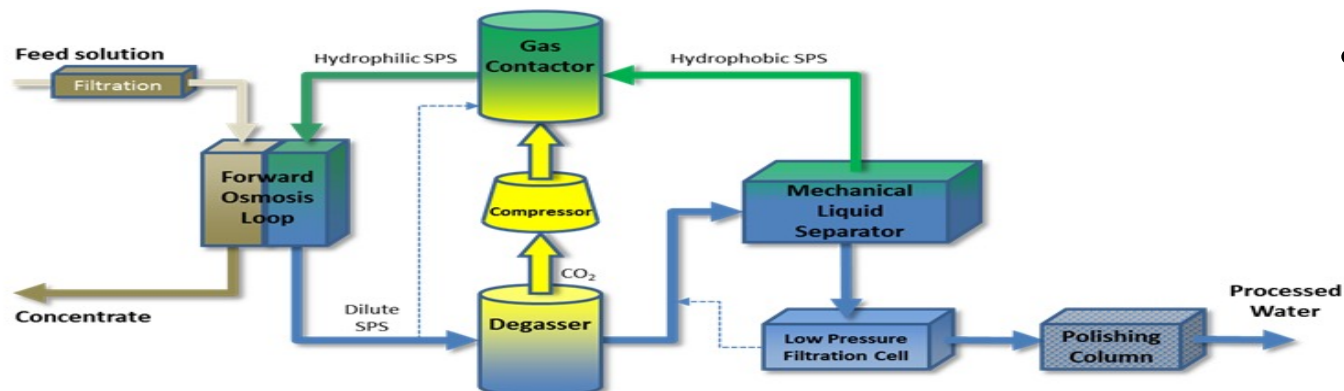 Feed solution
Filtration
Hydrophilic SPS
Gas
Contactor
Hydrophobic SPS
Forward
Osmosis
Loop
Compressor
Mechanical
Liquid
Separator
CO₂
Concentrate
Dilute
SPS
Degasser
Low Pressure
Filtration Cell
Polishing
Column
Processed
Water